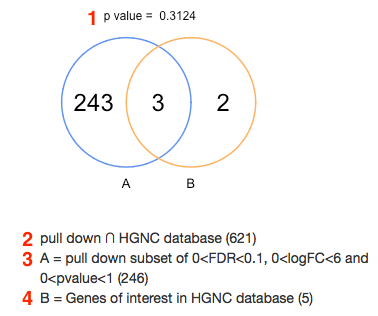 1 p value = 0.3124
243 3 2
A B
2 pull down ∩ HGNC database (621)
3 A = pull down subset of 0<FDR<0.1, 0<logFC<6 and
0<pvalue<1 (246)
4 B = Genes of interest in HGNC database (5)